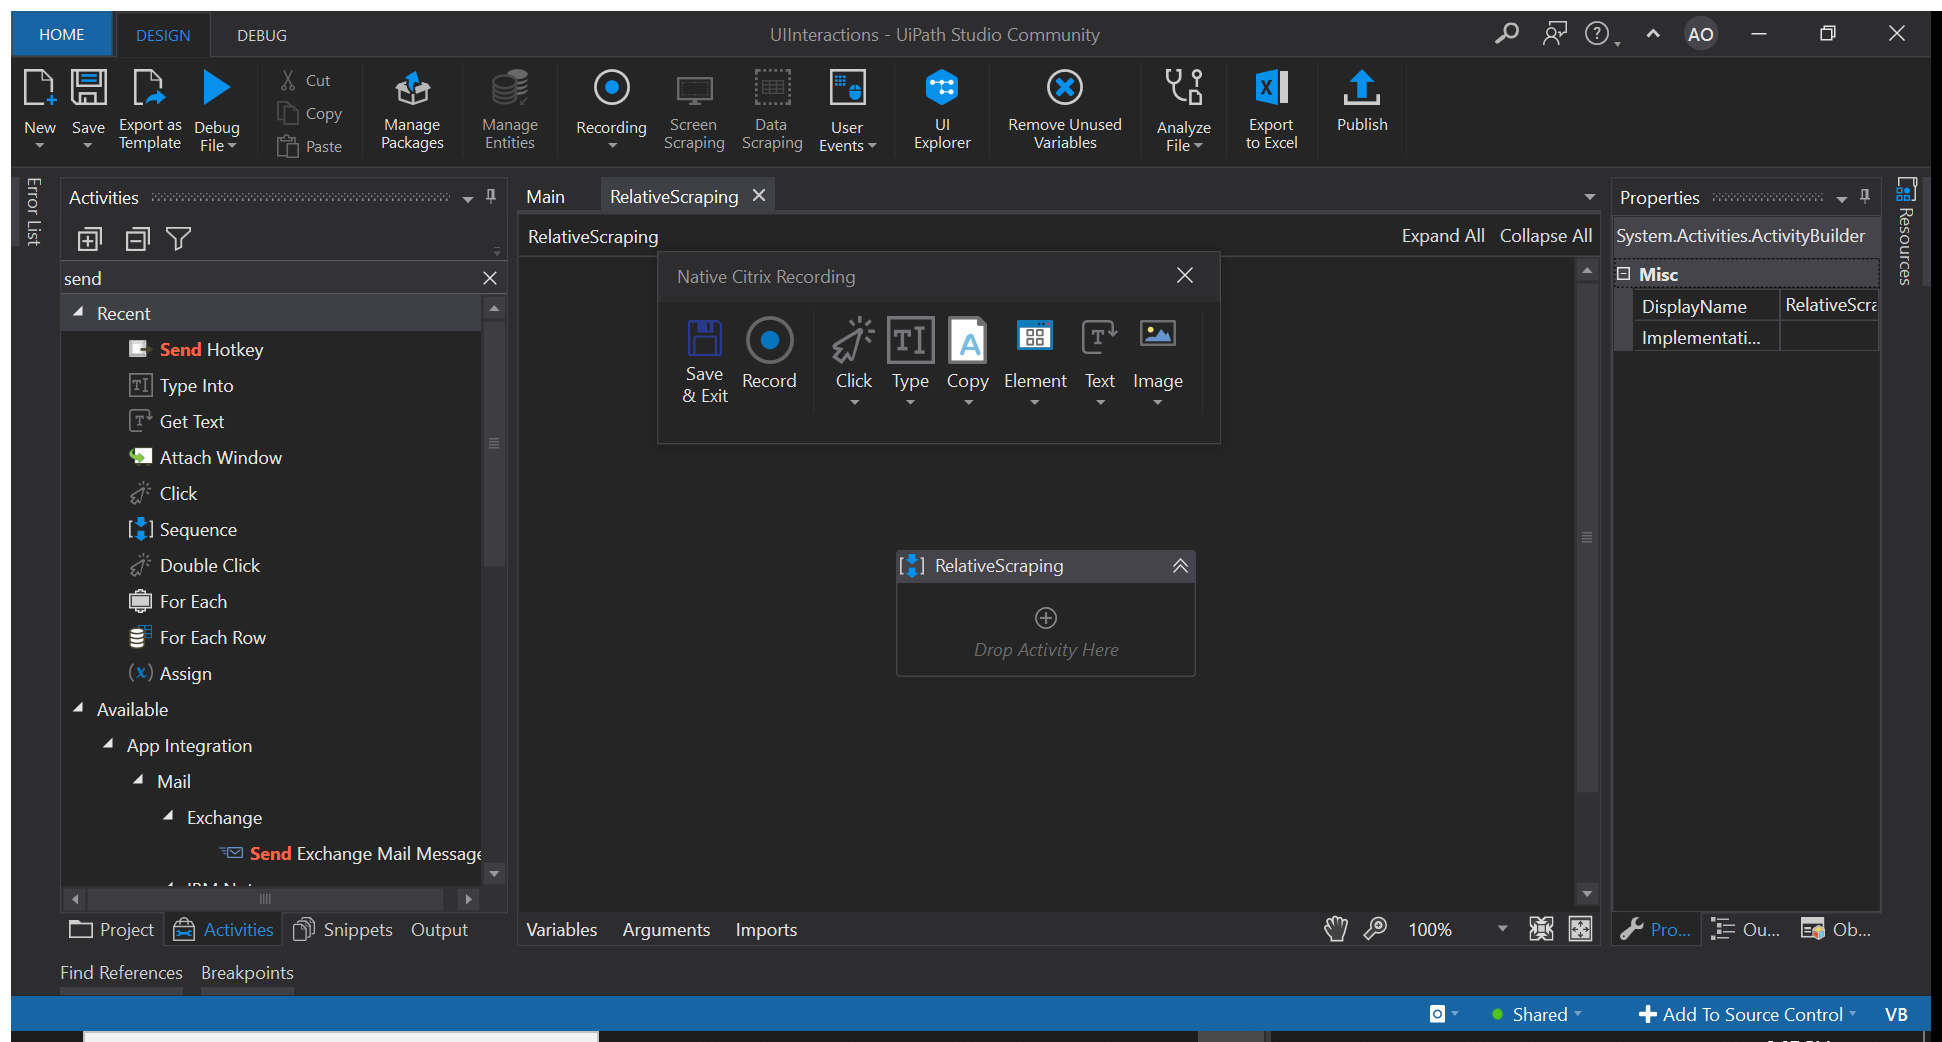 HOME DESIGN DEBUG UIInteractions - UiPath Studio Community AO
New Save Export as Template Debug File Cut Copy Paste Manage Packages Manage Entities Recording Screen Scraping Data Scraping User Events UI Explorer Remove Unused Variables Analyze File Export to Excel Publish
Error List
Activities
send
Recent
Send Hotkey
Type Into
Get Text
Attach Window
Click
Sequence
Double Click
For Each
For Each Row
Assign
Available
App Integration
Mail
Exchange
Send Exchange Mail Message
Project Activities Snippets Output
Main RelativeScraping
RelativeScraping Expand All Collapse All
Native Citrix Recording
Save & Exit Record Click Type Copy Element Text Image
RelativeScraping
Drop Activity Here
Variables Arguments Imports 100%
Properties
System.Activities.ActivityBuilder
Misc
DisplayName RelativeScra
Implementati...
Pro... Ou... Ob...
Resources
Find References Breakpoints
Shared Add To Source Control VB